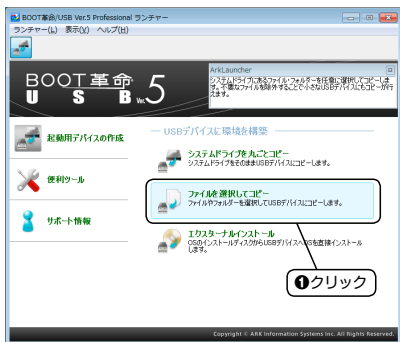 BOOT革命/USB Ver.5 Professional ランチャー
ランチャー(L) 表示(V) ヘルプ(H)
BOOT革命
USB Ver.5
ArkLauncher
システムドライブにあるファイル・フォルダーを任意に選択してコピーしま
す。不要なファイルを除外することで小さなUSBデバイスにもコピーが行
えます。
起動用デバイスの作成
便利ツール
サポート情報
USBデバイスに環境を構築
システムドライブを丸ごとコピー
システムドライブをそのままUSBデバイスにコピーします。
ファイルを選択してコピー
ファイルやフォルダーを選択してUSBデバイスにコピーします。
エクスターナルインストール
OSのインストールディスクからUSBデバイスへOSを直接インストール
します。
❶クリック
Copyright © ARK Information Systems Inc. All Rights Reserved.